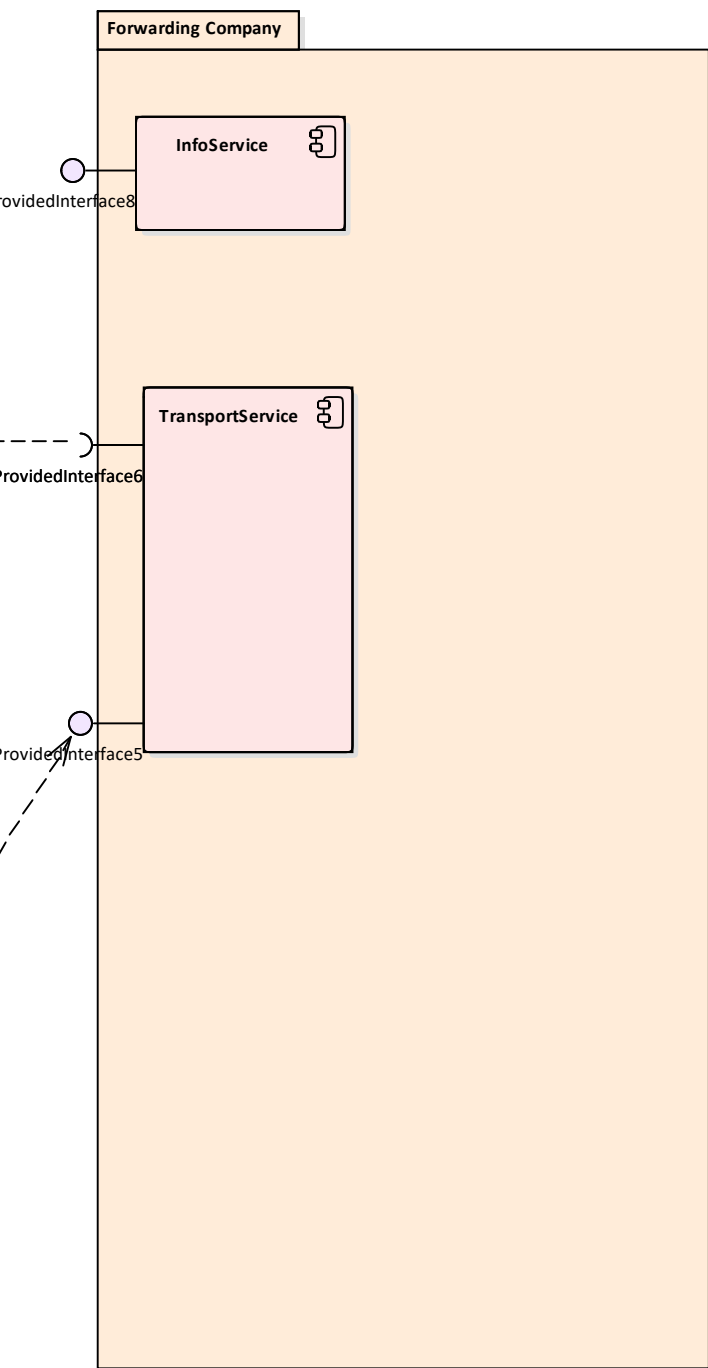 Forwarding Company
InfoService
rovidedInterface8
TransportService
ProvidedInterface6
ProvidedInterface5